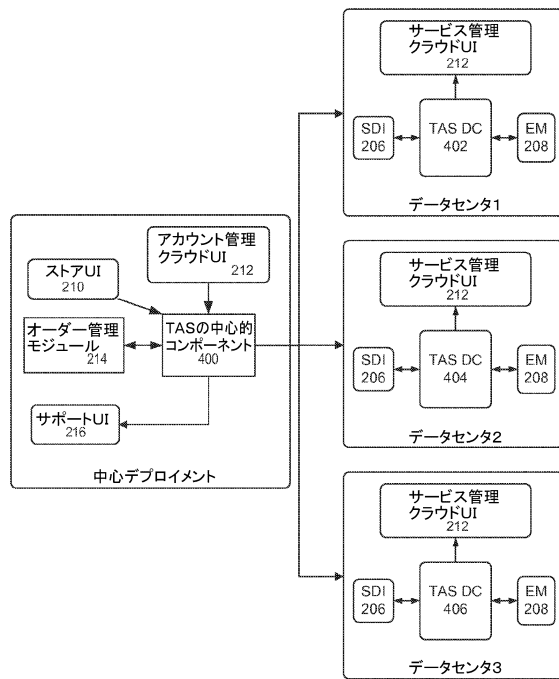 アカウント管理
クラウドUI
212
ストアUI
210
オーダー管理
モジュール
214
TASの中心的
コンポーネント
400
サポートUI
216
中心デプロイメント
サービス管理
クラウドUI
212
SDI
206
TAS DC
402
EM
208
データセンタ1
サービス管理
クラウドUI
212
SDI
206
TAS DC
404
EM
208
データセンタ2
サービス管理
クラウドUI
212
SDI
206
TAS DC
406
EM
208
データセンタ3